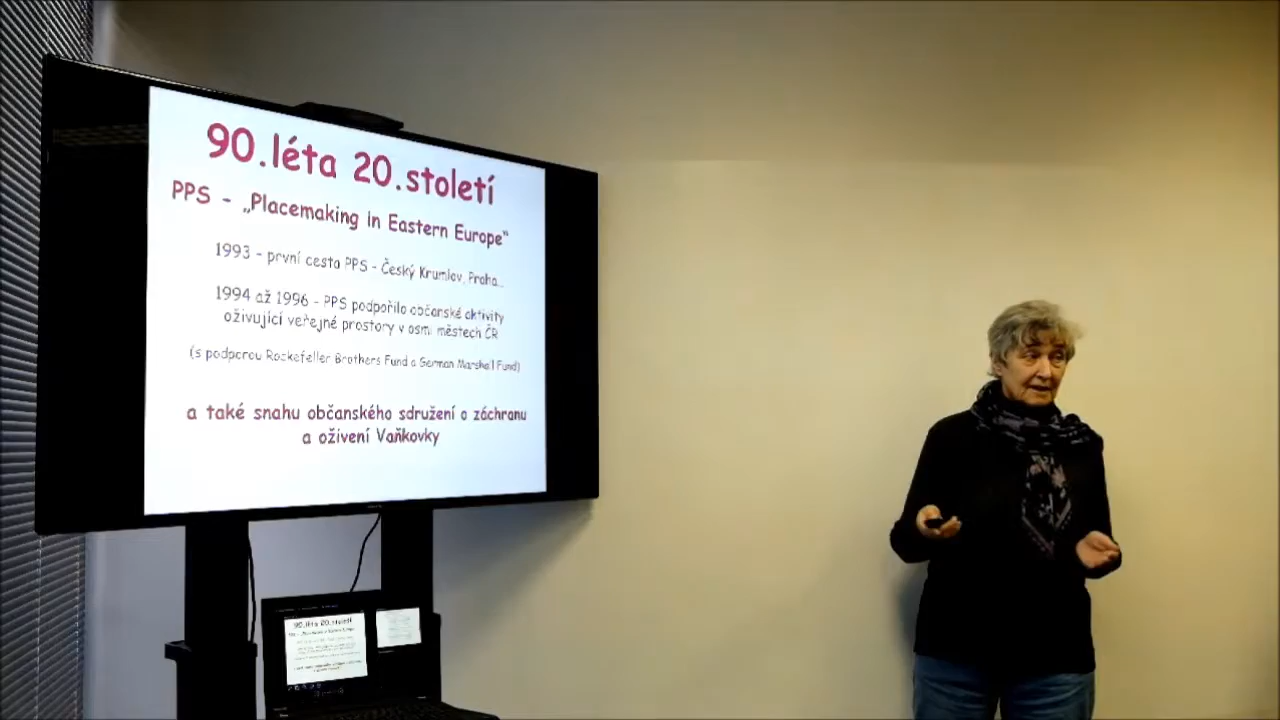 90.léta 20.století
PPS - „Placemaking in Eastern Europe“
1993 - první cesta PPS - Český Krumlov, Praha...
1994 až 1996 - PPS podpořilo občanské aktivity
oživující veřejné prostory v osmi městech ČR
(s podporou Rockefeller Brothers Fund a German Marshall Fund)
a také snahu občanského sdružení o záchranu
a oživení Vaňkovky
90.léta 20.století